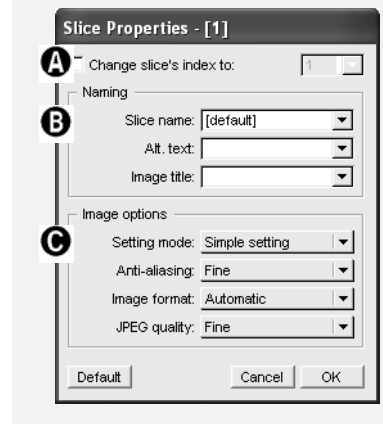 Slice Properties - [1]
A Change slice's index to: 1
Naming
B Slice name: [default]
Alt. text:
Image title:
Image options
C Setting mode: Simple setting
Anti-aliasing: Fine
Image format: Automatic
JPEG quality: Fine
Default Cancel OK